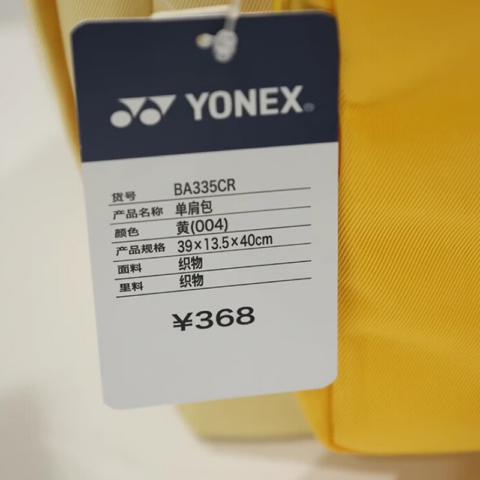 YONEX
货号 BA335CR
产品名称 单肩包
颜色 黄(004)
产品规格 39×13.5×40cm
面料 织物
里料 织物
¥368